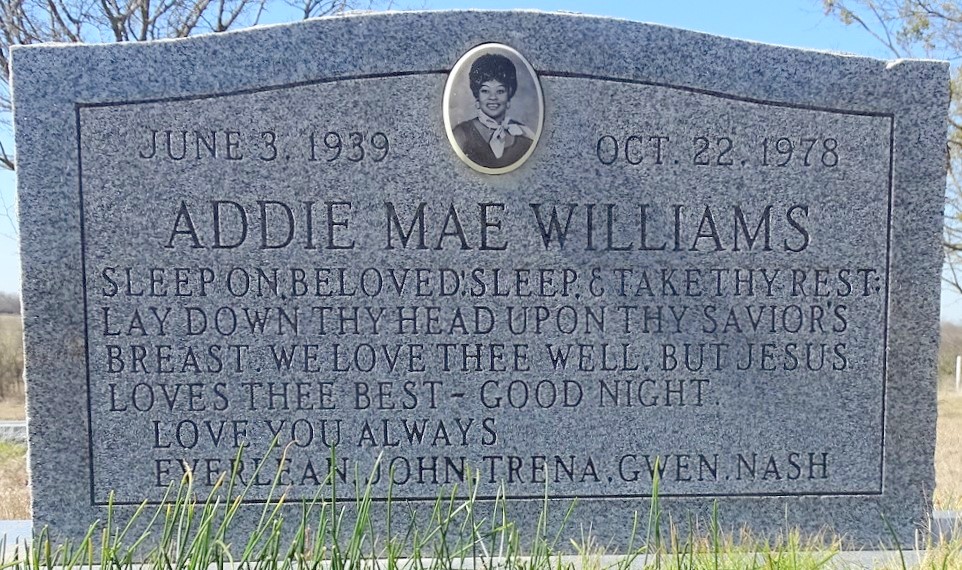 JUNE 3, 1939 OCT. 22, 1978
ADDIE MAE WILLIAMS
SLEEP ON, BELOVED, SLEEP, & TAKE THY REST;
LAY DOWN THY HEAD UPON THY SAVIOR'S
BREAST. WE LOVE THEE WELL, BUT JESUS
LOVES THEE BEST - GOOD NIGHT.
LOVE YOU ALWAYS
EVERLEAN, JOHN, TRENA, GWEN, NASH